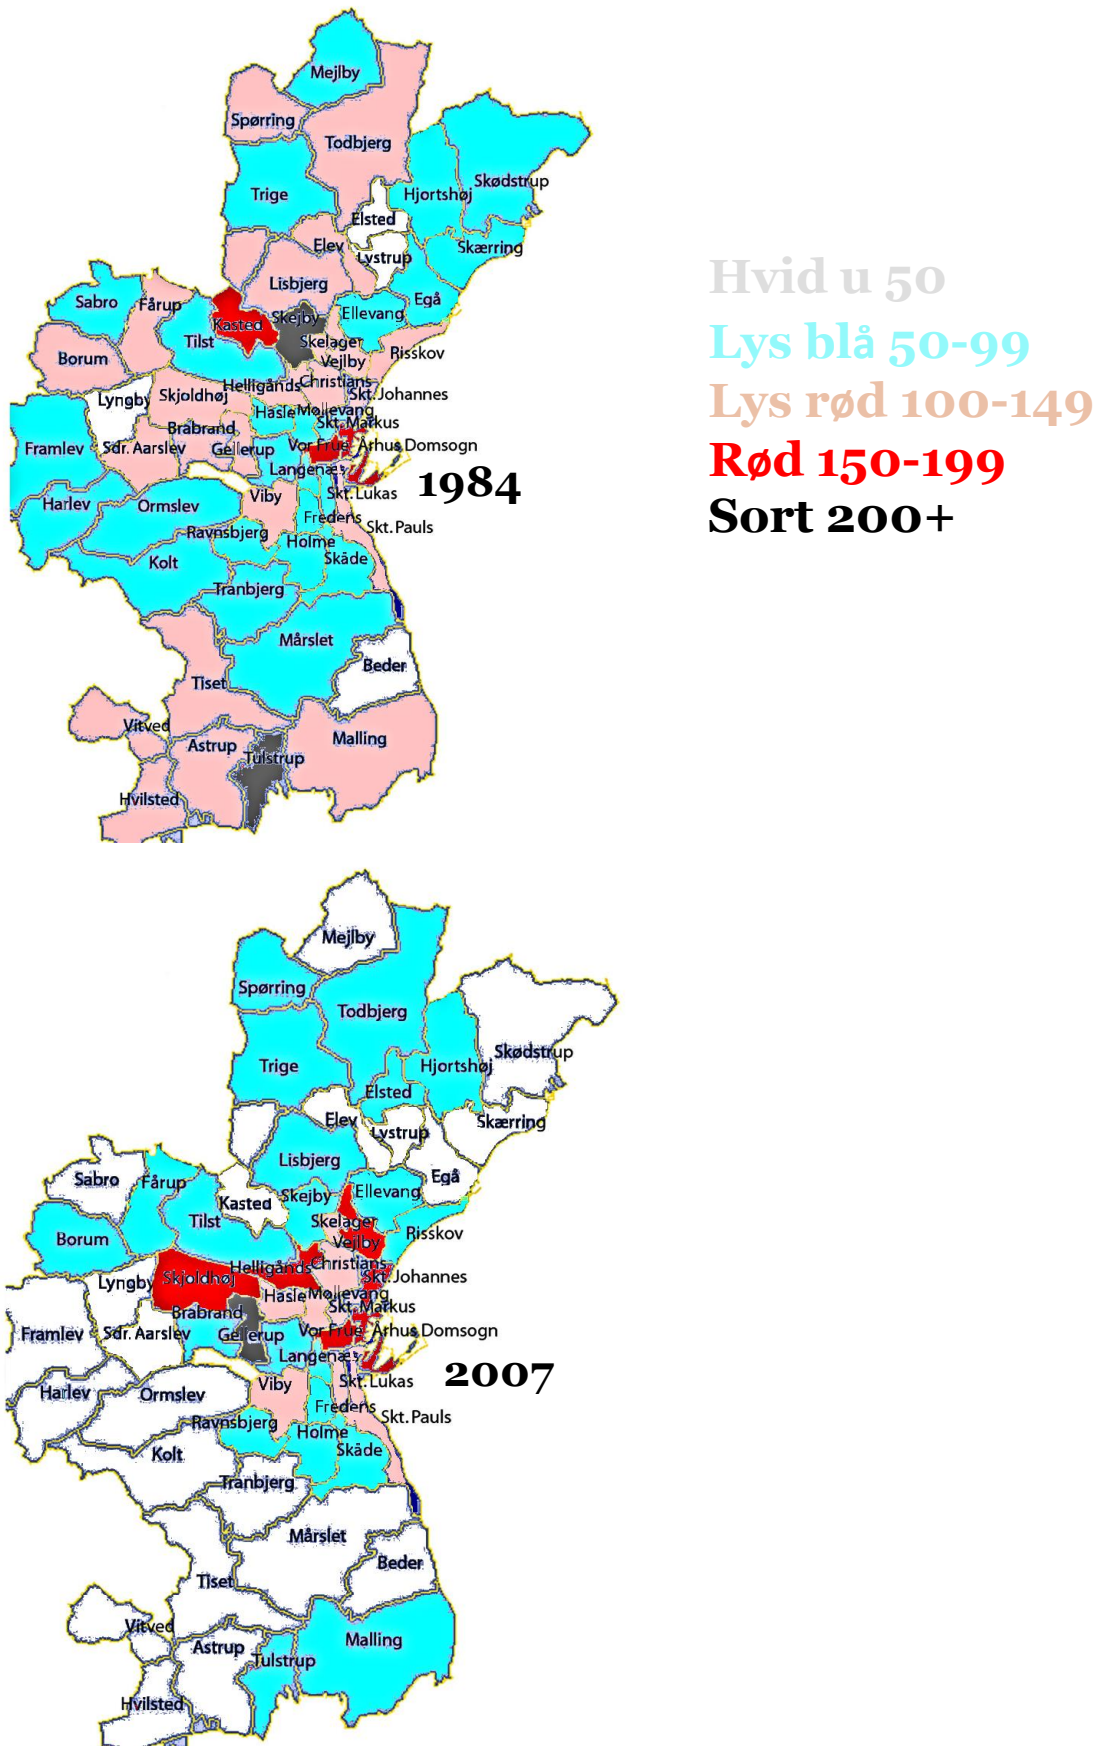 Mejlby
Spørring
Todbjerg
Trige
Hjortshøj
Skødstrup
Elsted
Elev
Lystrup
Skærring
Lisbjerg
Sabro
Fårup
Egå
Ellevang
Kasted
Skejby
Tilst
Skelager
Risskov
Borum
Vejlby
Lyngby
Skjoldhøj
Helligånds
Christians
Skt. Johannes
Hasle
Møllevang
Skt. Markus
Brabrand
Framlev
Sdr. Aarslev
Gellerup
Vor Frue
Århus Domsogn
Langenæs
1984
Viby
Skt. Lukas
Harlev
Ormslev
Fredens
Skt. Pauls
Ravnsbjerg
Holme
Kolt
Skåde
Tranbjerg
Mårslet
Beder
Tiset
Vitved
Astrup
Malling
Tulstrup
Hvilsted
Hvid u 50
Lys blå 50-99
Lys rød 100-149
Rød 150-199
Sort 200+
Mejlby
Spørring
Todbjerg
Trige
Hjortshøj
Skødstrup
Elsted
Elev
Lystrup
Skærring
Lisbjerg
Sabro
Fårup
Egå
Ellevang
Kasted
Skejby
Tilst
Skelager
Risskov
Borum
Vejlby
Lyngby
Skjoldhøj
Helligånds
Christians
Skt. Johannes
Hasle
Møllevang
Skt. Markus
Brabrand
Framlev
Sdr. Aarslev
Gellerup
Vor Frue
Århus Domsogn
Langenæs
2007
Viby
Skt. Lukas
Harlev
Ormslev
Fredens
Skt. Pauls
Ravnsbjerg
Holme
Kolt
Skåde
Tranbjerg
Mårslet
Beder
Tiset
Vitved
Astrup
Malling
Tulstrup
Hvilsted